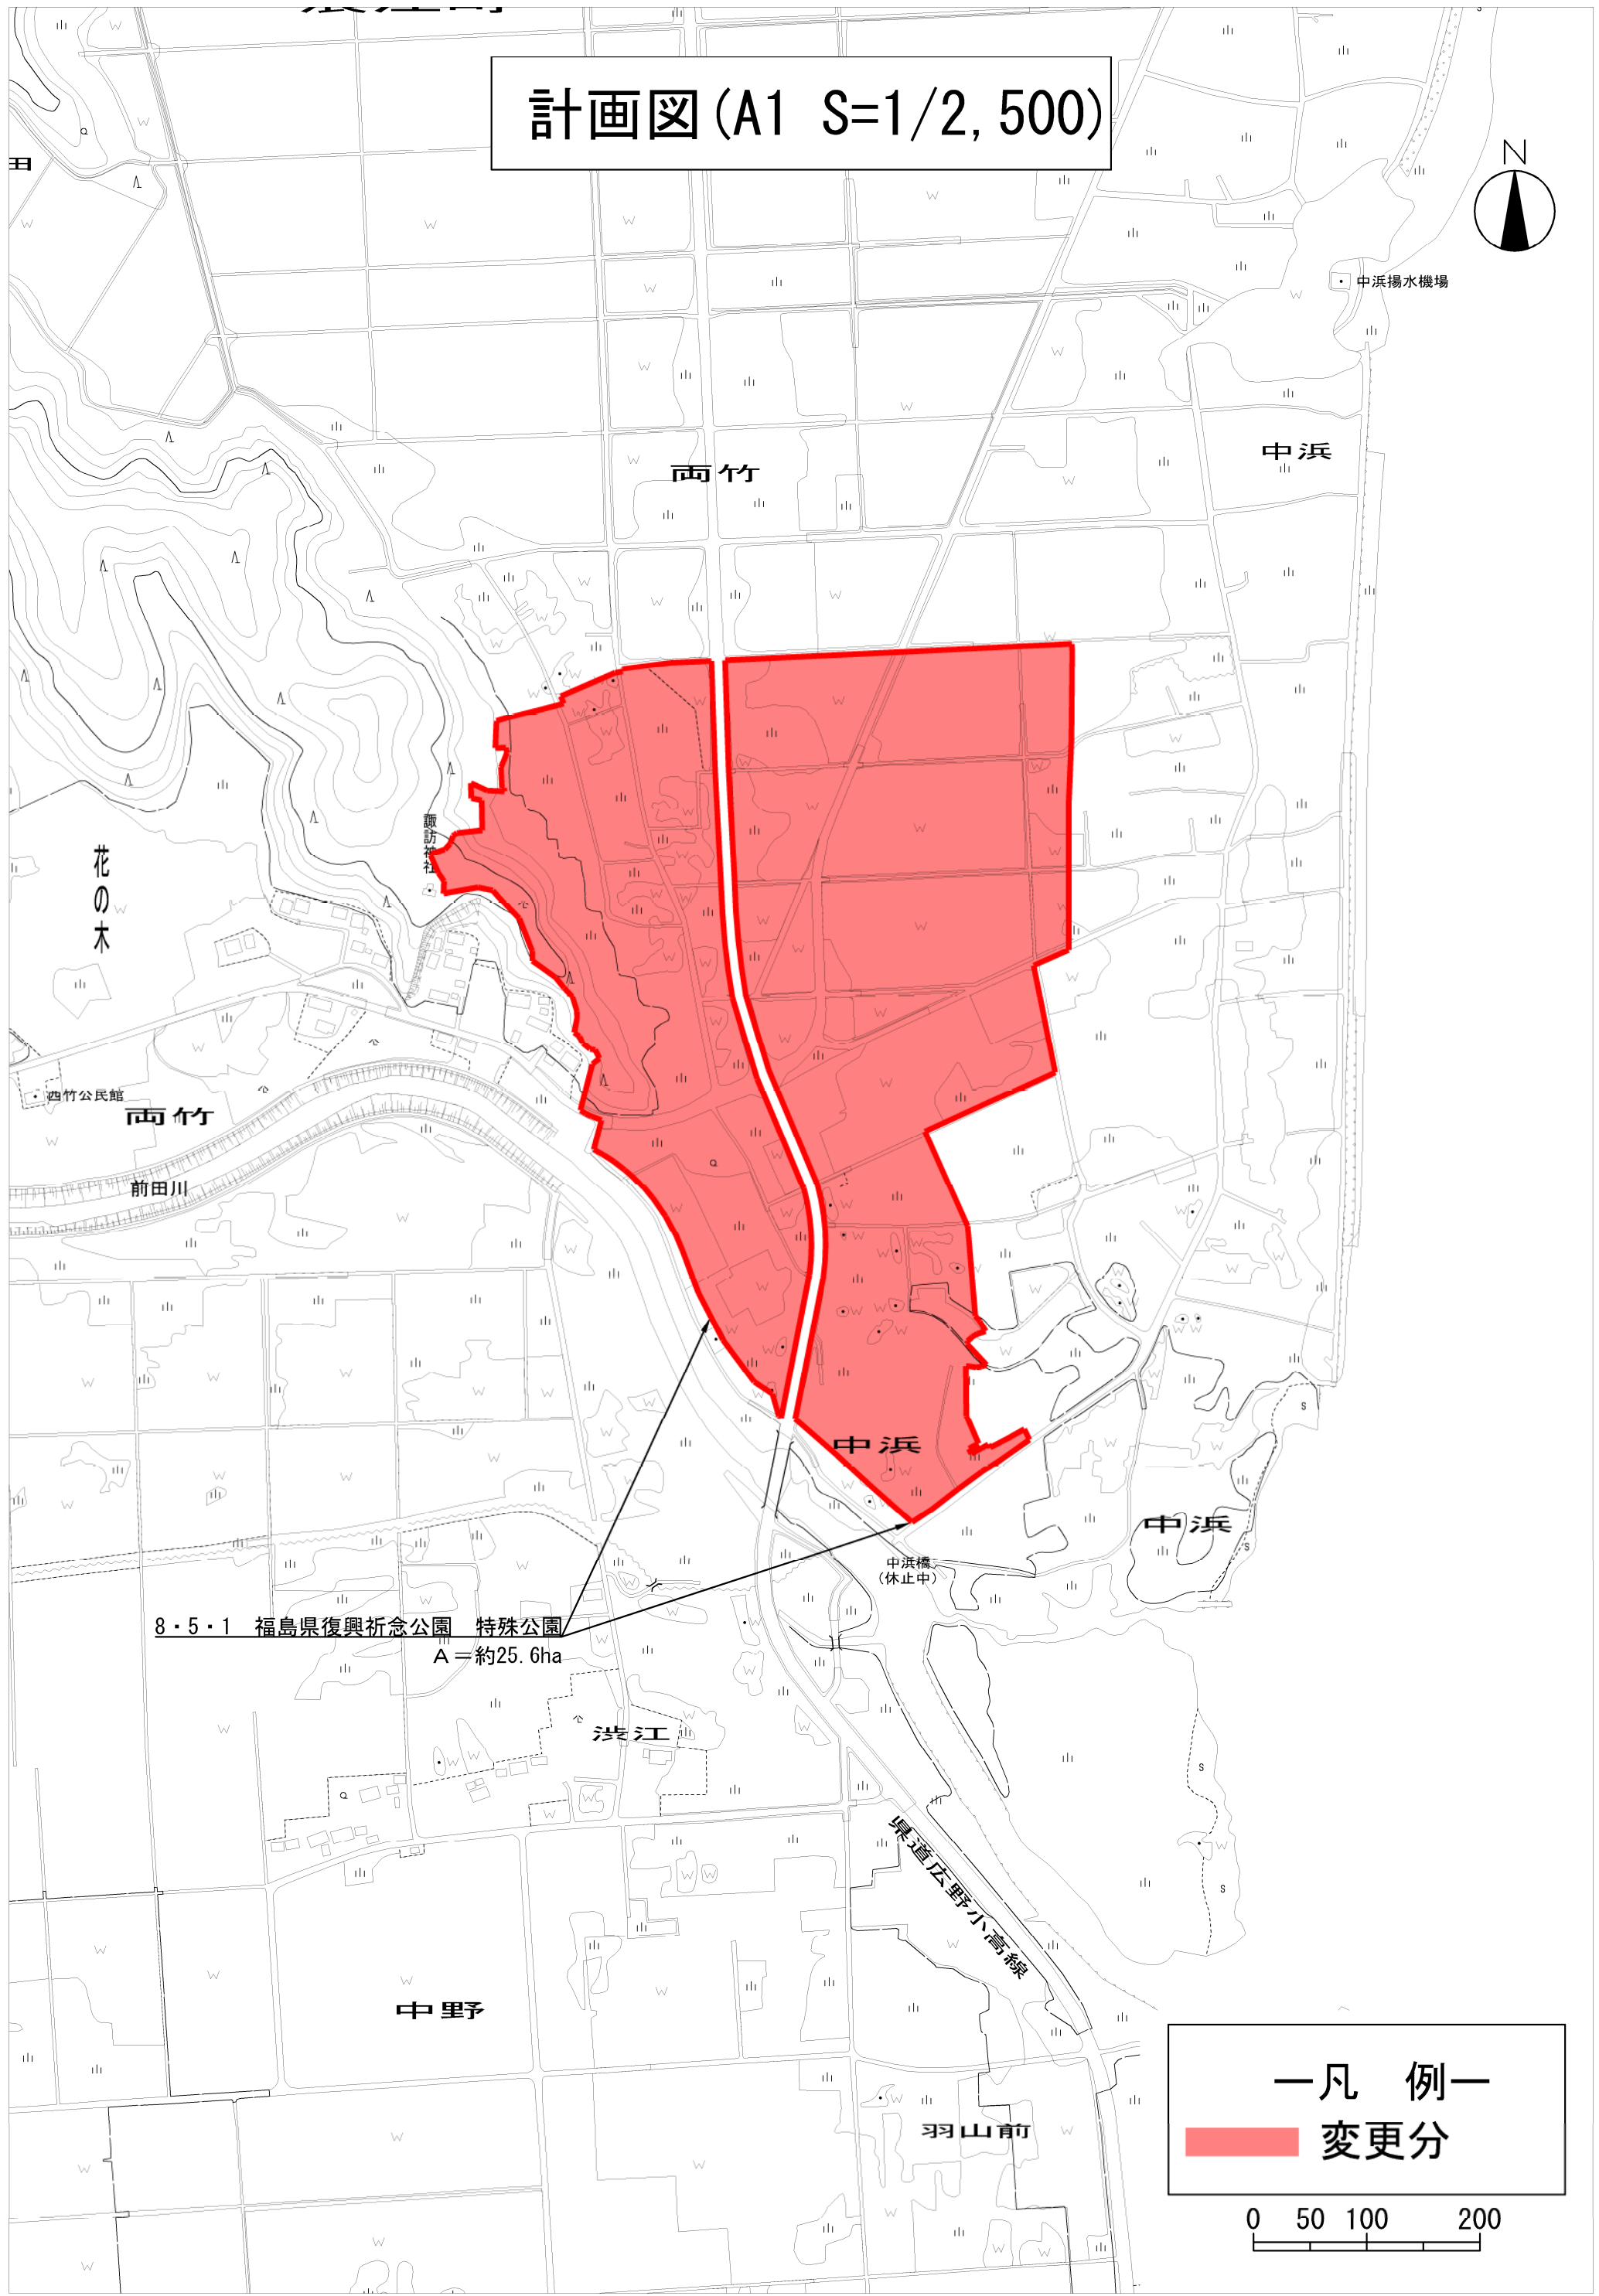 計画図(A1 S=1/2,500)
N
田
中浜揚水機場
両竹
中浜
諏訪神社
花の木
西竹公民館
両竹
前田川
中浜
中浜
中浜橋
(休止中)
8・5・1 福島県復興祈念公園 特殊公園
A=約25.6ha
渋江
県道広野小高線
中野
羽山前
―凡 例―
変更分
0 50 100 200